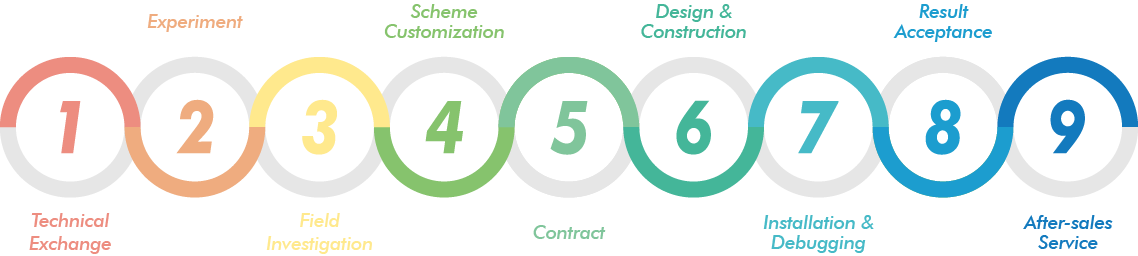 1
Technical
Exchange
2
Experiment
3
Field
Investigation
4
Scheme
Customization
5
Contract
6
Design &
Construction
7
Installation &
Debugging
8
Result
Acceptance
9
After-sales
Service